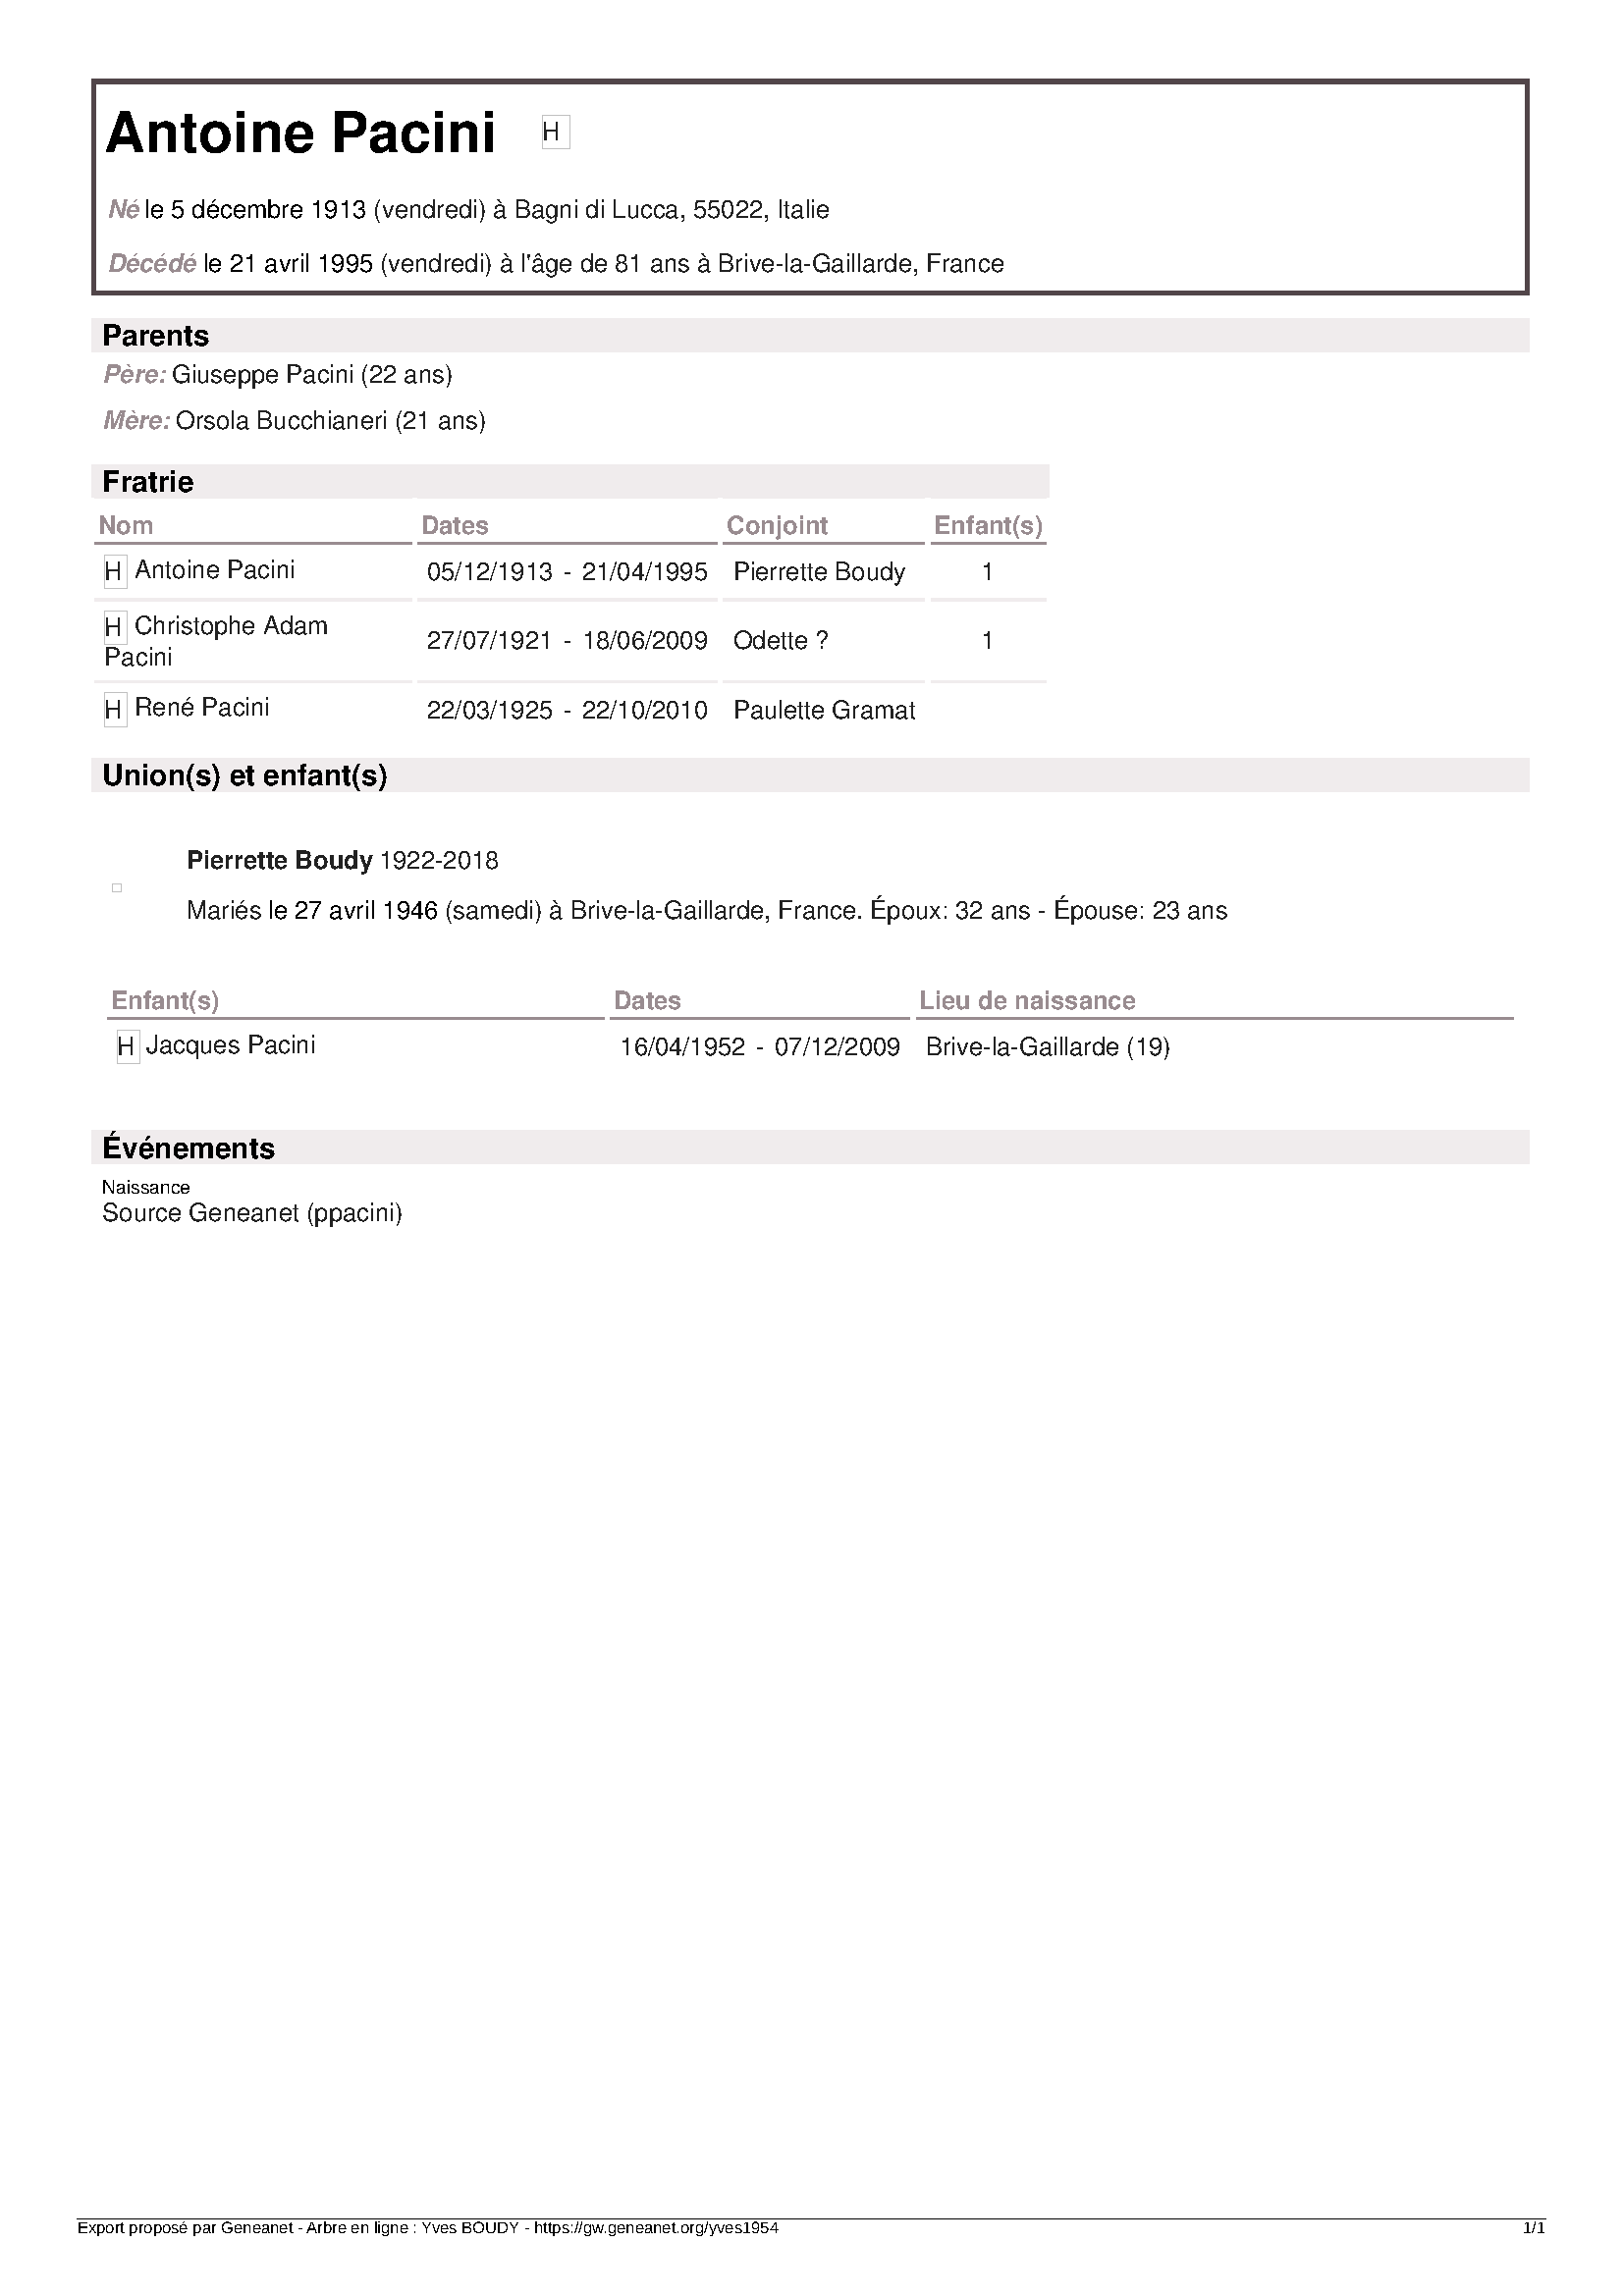 Antoine Pacini H
Né le 5 décembre 1913 (vendredi) à Bagni di Lucca, 55022, Italie
Décédé le 21 avril 1995 (vendredi) à l'âge de 81 ans à Brive-la-Gaillarde, France
Parents
Père: Giuseppe Pacini (22 ans)
Mère: Orsola Bucchianeri (21 ans)
Fratrie
Nom Dates Conjoint Enfant(s)
H Antoine Pacini 05/12/1913 - 21/04/1995 Pierrette Boudy 1
H Christophe Adam
Pacini 27/07/1921 - 18/06/2009 Odette ? 1
H René Pacini 22/03/1925 - 22/10/2010 Paulette Gramat
Union(s) et enfant(s)
Pierrette Boudy 1922-2018
Mariés le 27 avril 1946 (samedi) à Brive-la-Gaillarde, France. Époux: 32 ans - Épouse: 23 ans
Enfant(s) Dates Lieu de naissance
H Jacques Pacini 16/04/1952 - 07/12/2009 Brive-la-Gaillarde (19)
Événements
Naissance
Source Geneanet (ppacini)
Export proposé par Geneanet - Arbre en ligne : Yves BOUDY - https://gw.geneanet.org/yves1954 1/1